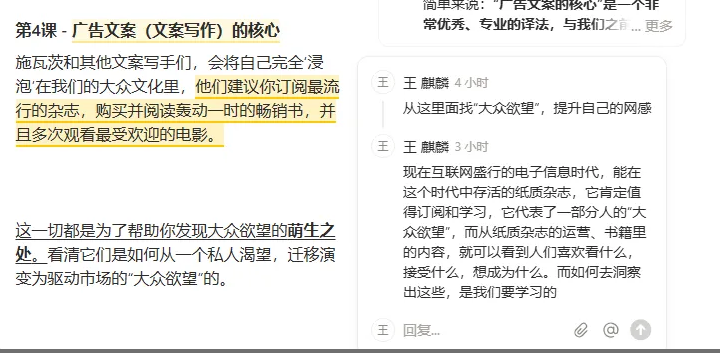 第4课 - 广告文案（文案写作）的核心
施瓦茨和其他文案写手们，会将自己完全‘浸
泡’在我们的大众文化里，他们建议你订阅最流
行的杂志，购买并阅读轰动一时的畅销书，并
且多次观看最受欢迎的电影。
这一切都是为了帮助你发现大众欲望的萌生之
处。看清它们是如何从一个私人渴望，迁移演
变为驱动市场的“大众欲望”的。
简单来说：“广告文案的核心”是一个非
常优秀、专业的译法，与我们之前... 更多
王 王 麒麟 4 小时
从这里面找“大众欲望”，提升自己的网感
王 王 麒麟 3 小时
现在互联网盛行的电子信息时代，能在
这个时代中存活的纸质杂志，它肯定值
得订阅和学习，它代表了一部分人的“大
众欲望”，而从纸质杂志的运营、书籍里
的内容，就可以看到人们喜欢看什么，
接受什么，想成为什么。而如何去洞察
出这些，是我们要学习的
王 回复...